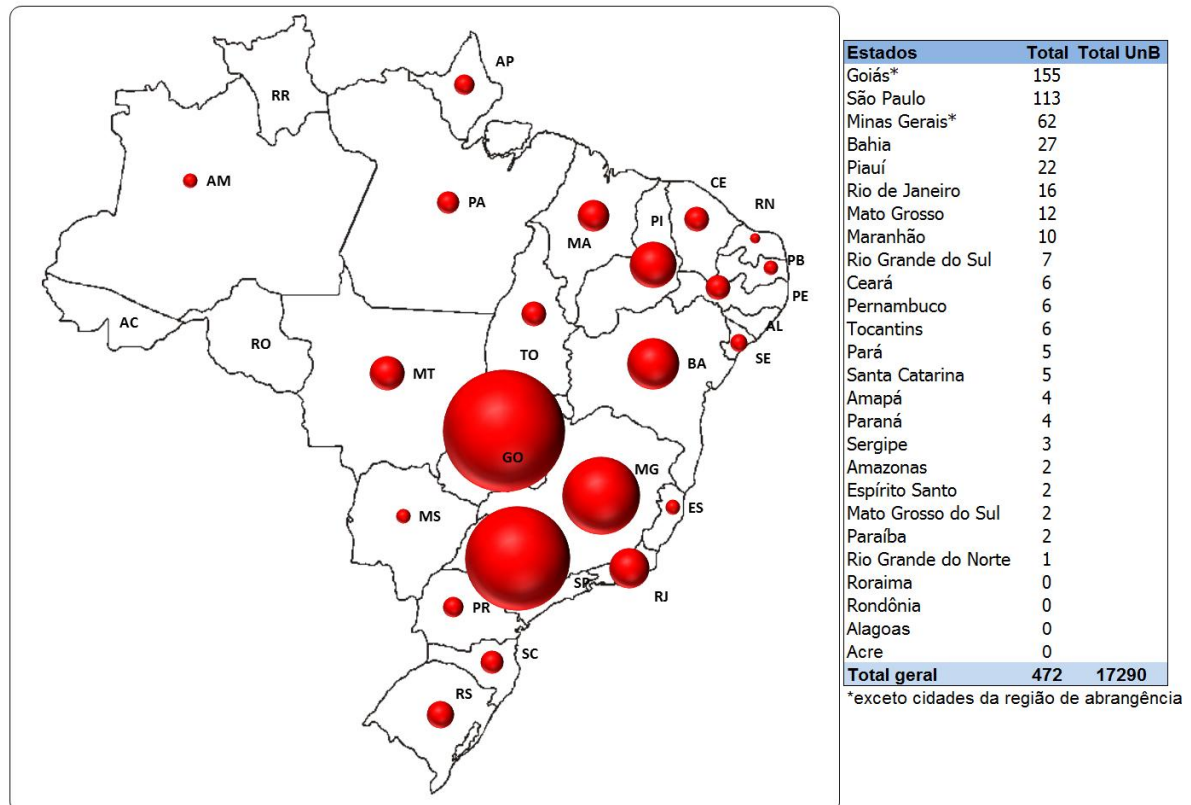 AP
RR
AM
PA
CE
RN
MA
PI
PB
PE
AC
RO
AL
SE
MT
TO
BA
GO
MG
MS
ES
SP
RJ
PR
SC
RS
Estados Total Total UnB
Goiás* 155
São Paulo 113
Minas Gerais* 62
Bahia 27
Piauí 22
Rio de Janeiro 16
Mato Grosso 12
Maranhão 10
Rio Grande do Sul 7
Ceará 6
Pernambuco 6
Tocantins 6
Pará 5
Santa Catarina 5
Amapá 4
Paraná 4
Sergipe 3
Amazonas 2
Espírito Santo 2
Mato Grosso do Sul 2
Paraíba 2
Rio Grande do Norte 1
Roraima 0
Rondônia 0
Alagoas 0
Acre 0
Total geral 472 17290
*exceto cidades da região de abrangência